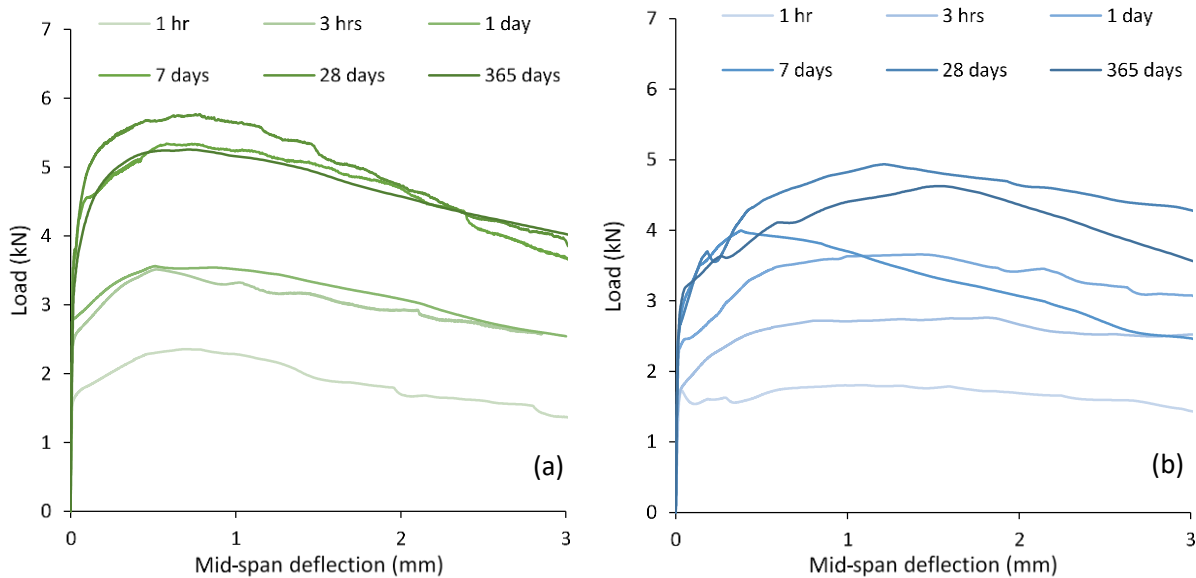 1 hr 3 hrs 1 day
7 days 28 days 365 days
7
6
5
4
3
2
1
0
Load (kN)
0 1 2 3
Mid-span deflection (mm)
(a)
1 hr 3 hrs 1 day
7 days 28 days 365 days
7
6
5
4
3
2
1
0
Load (kN)
0 1 2 3
Mid-span deflection (mm)
(b)